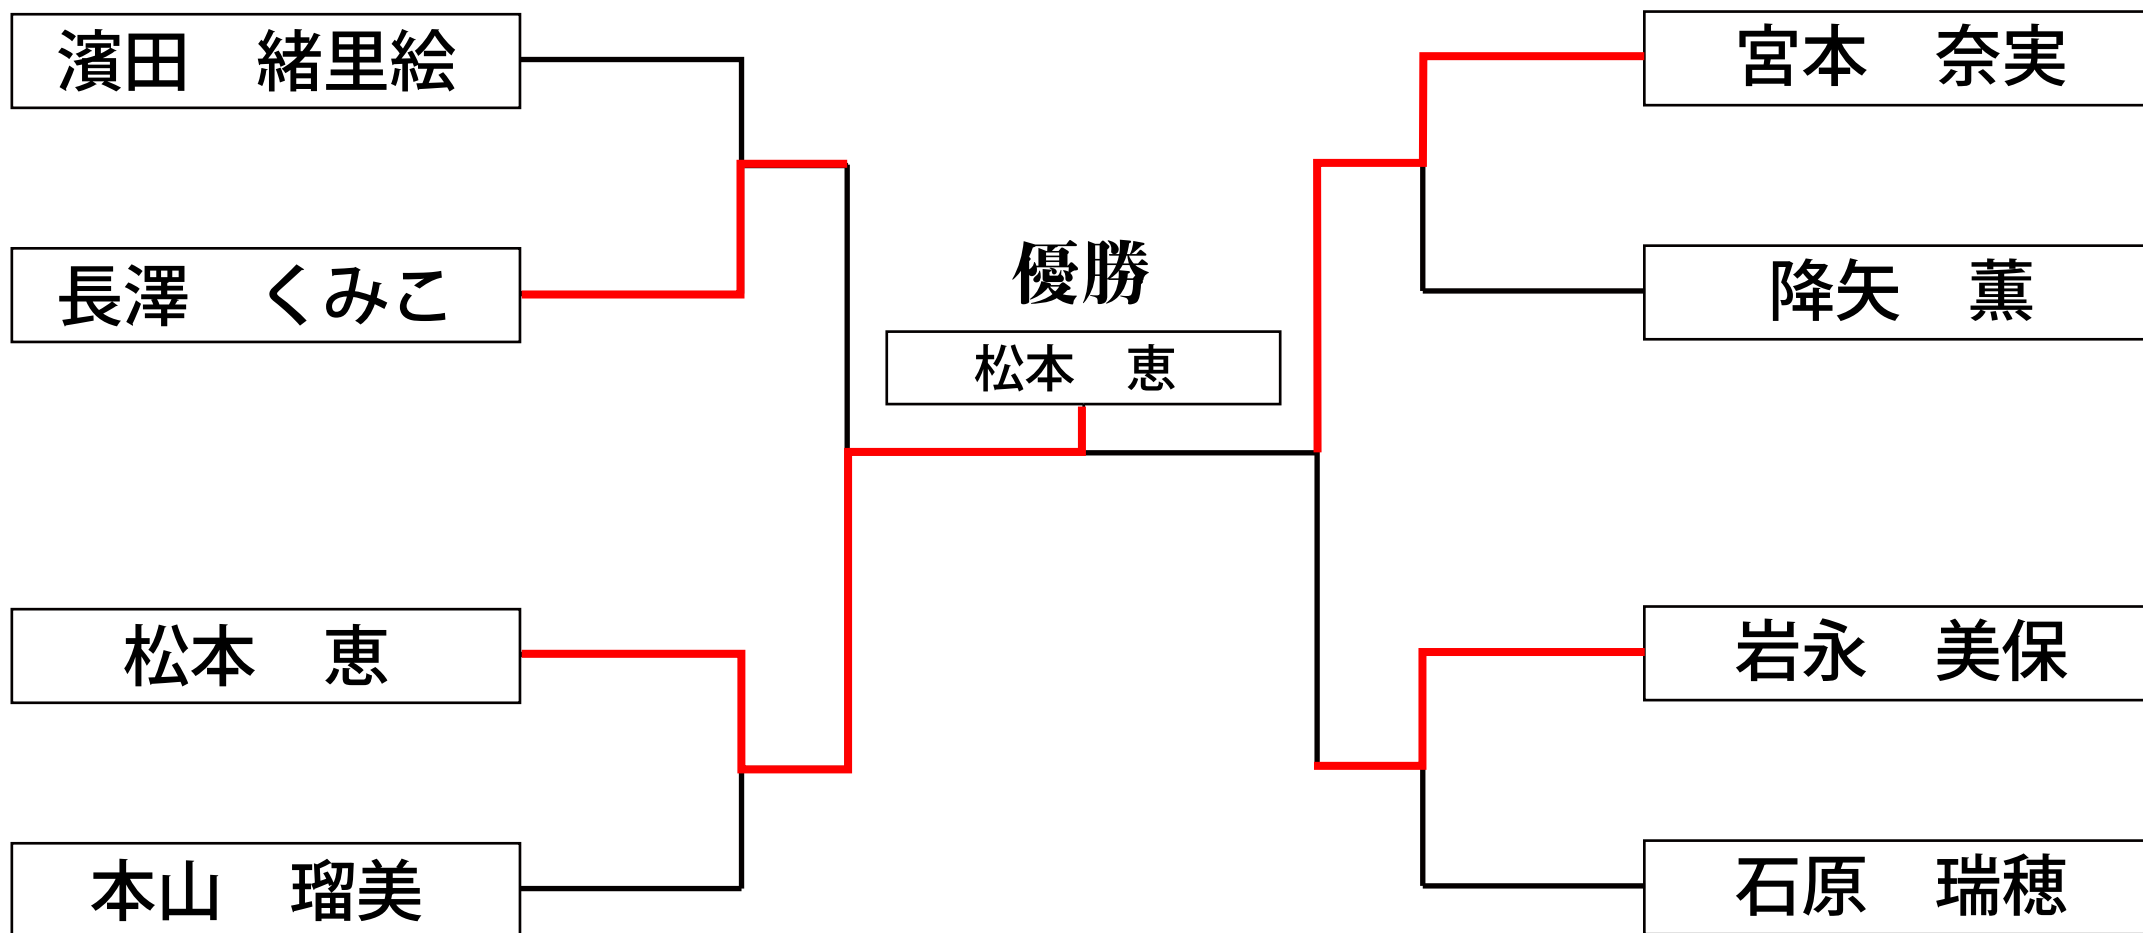 濱田　緒里絵
長澤　くみこ
松本　恵
本山　瑠美
優勝
松本　恵
宮本　奈実
降矢　薫
岩永　美保
石原　瑞穂